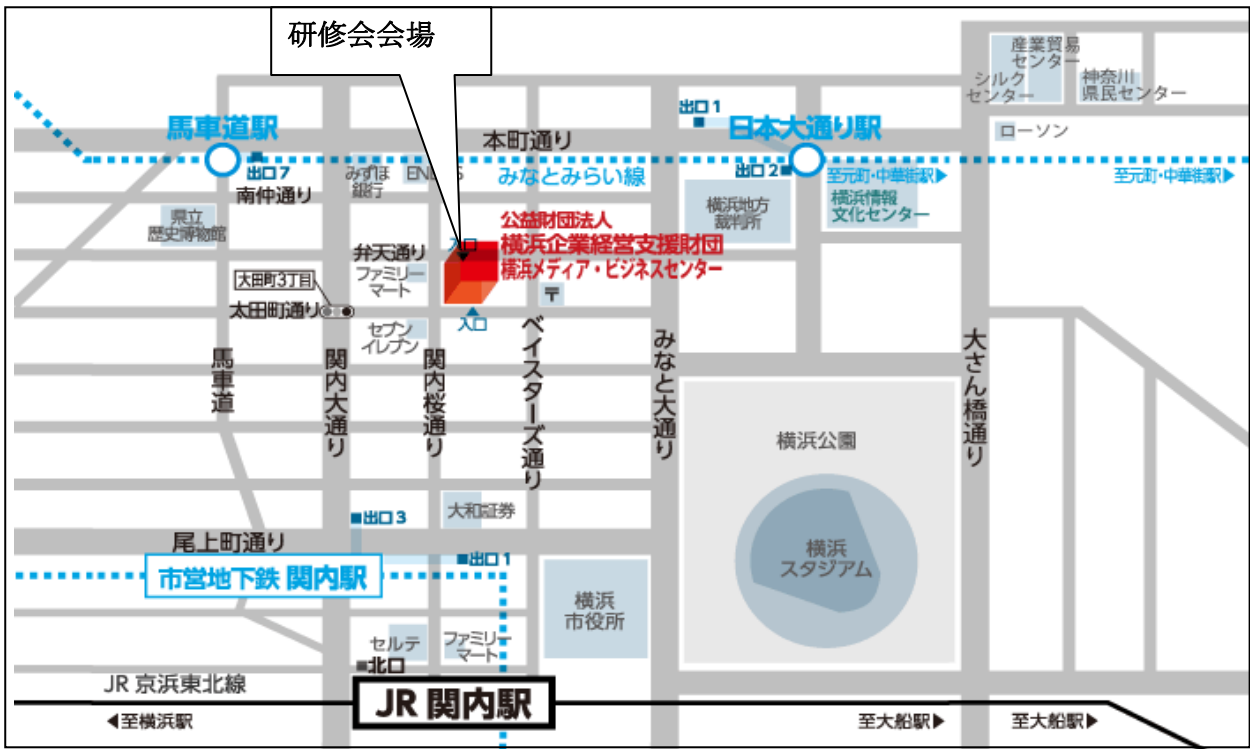 研修会会場
産業貿易
センター
シルク
センター
神奈川
県民センター
ローソン
出口1
馬車道駅
日本大通り駅
本町通り
出口7
みずほ
銀行
みなとみらい線
出口2
至元町・中華街駅▶
至元町・中華街駅▶
南仲通り
県立
歴史博物館
横浜地方
裁判所
横浜情報
文化センター
公益財団法人
横浜企業経営支援財団
横浜メディア・ビジネスセンター
入口
弁天通り
ファミリー
マート
大田町3丁目
太田町通り
〒
入口
セブン
イレブン
馬車道
関内大通り
関内桜通り
ベイスターズ通り
みなと大通り
大さん橋通り
横浜公園
横浜
スタジアム
大和証券
出口3
尾上町通り
出口1
市営地下鉄 関内駅
横浜
市役所
セルテ
ファミリー
マート
北口
JR 京浜東北線
JR 関内駅
◀至横浜駅
至大船駅▶
至大船駅▶